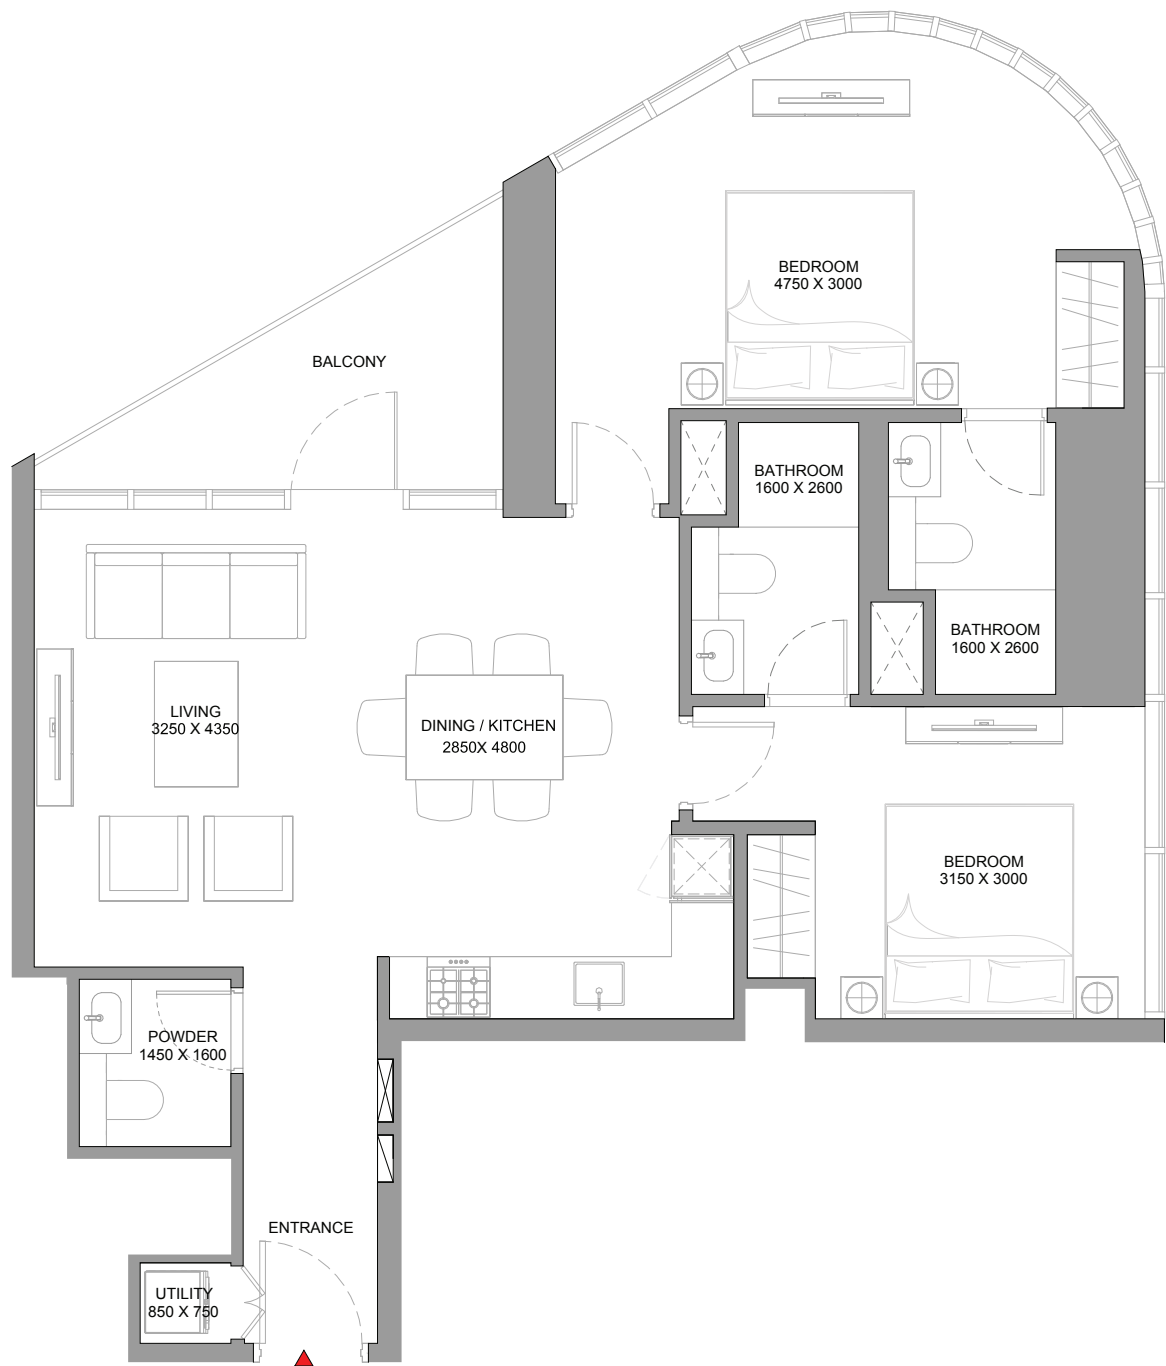 BEDROOM
4750 X 3000
BALCONY
BATHROOM
1600 X 2600
BATHROOM
1600 X 2600
LIVING
3250 X 4350
DINING / KITCHEN
2850X 4800
BEDROOM
3150 X 3000
POWDER
1450 X 1600
ENTRANCE
UTILITY
850 X 750